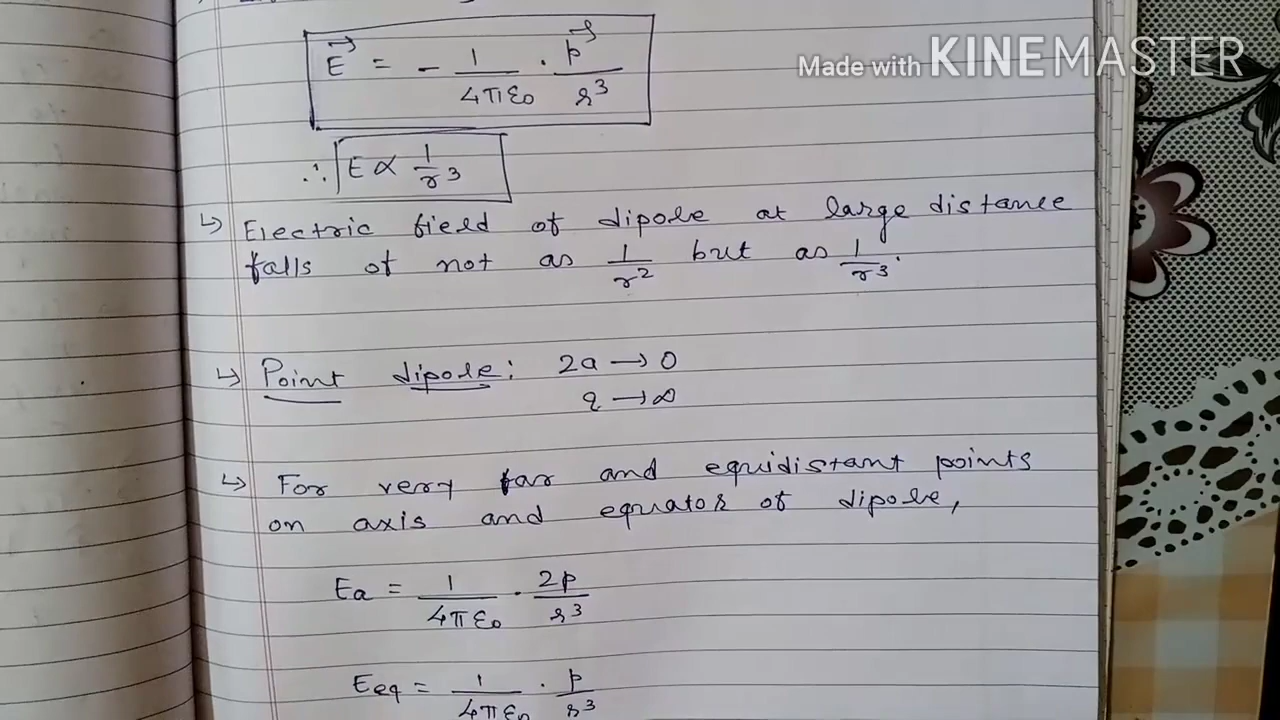 E⃗ = - 1/4πε₀ . p⃗/r³
Made with KINEMASTER
∴ E ∝ 1/r³
↳ Electric field of dipole at large distance
falls of not as 1/r² but as 1/r³.
↳ Point dipole: 2a → 0
q → ∞
↳ For very far and equidistant points
on axis and equator of dipole,
Ea = 1/4πε₀ . 2p/r³
Eeq = 1/4πε₀ . p/r³